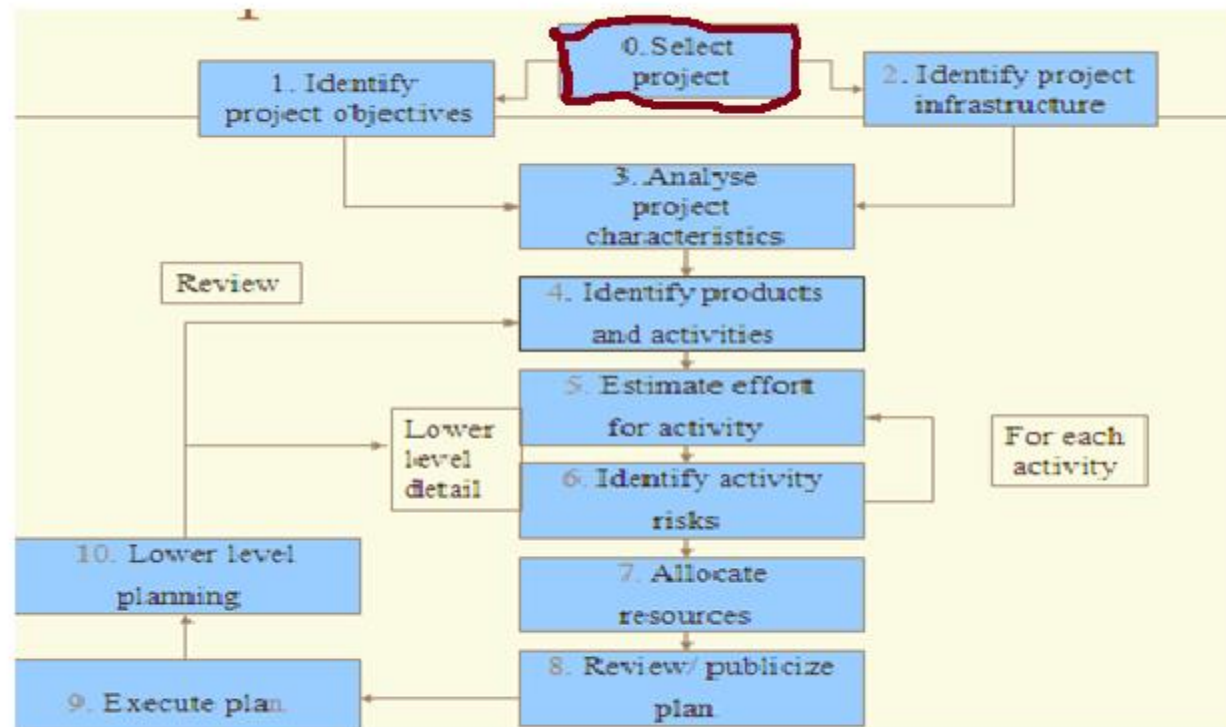 0. Select
project
1. Identify
project objectives
2. Identify project
infrastructure
3. Analyse
project
characteristics
Review
4. Identify products
and activities
5. Estimate effort
for activity
Lower
level
detail
For each
activity
6. Identify activity
risks
10. Lower level
planning
7. Allocate
resources
8. Review/ publicize
plan
9. Execute plan